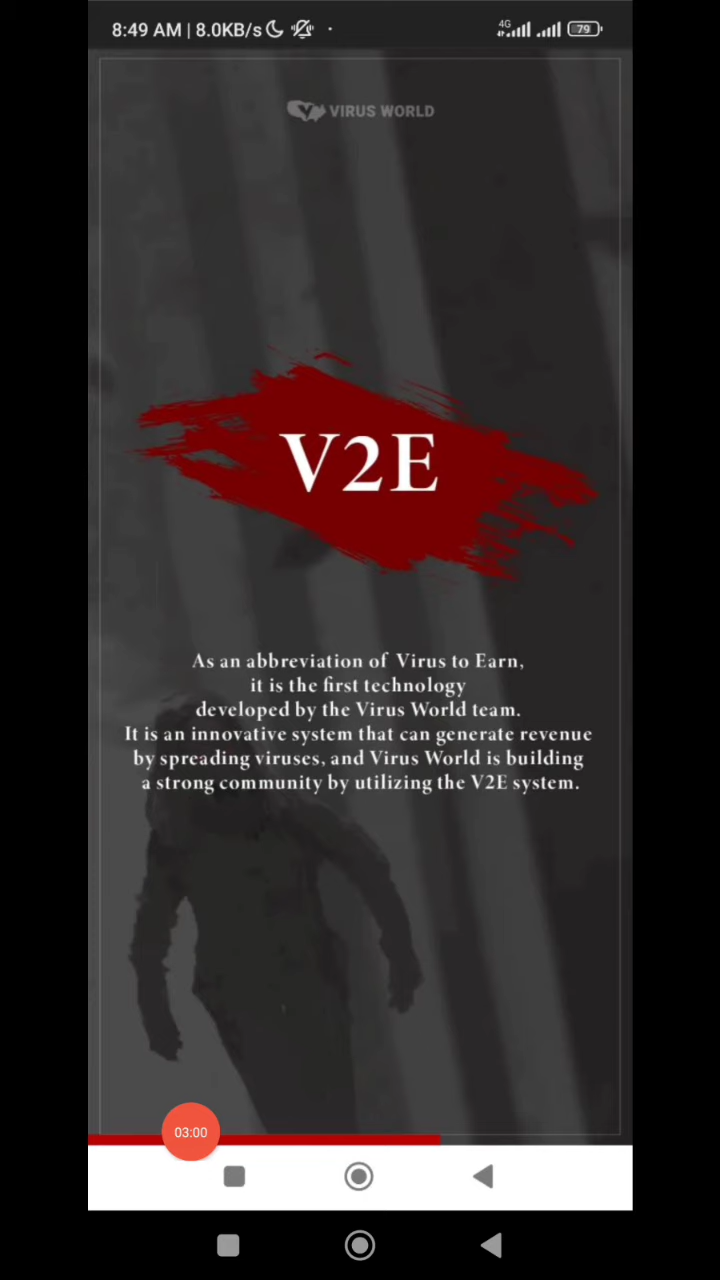 8:49 AM | 8.0KB/s
4G
79
VIRUS WORLD
V2E
As an abbreviation of Virus to Earn,
it is the first technology
developed by the Virus World team.
It is an innovative system that can generate revenue
by spreading viruses, and Virus World is building
a strong community by utilizing the V2E system.
03:00